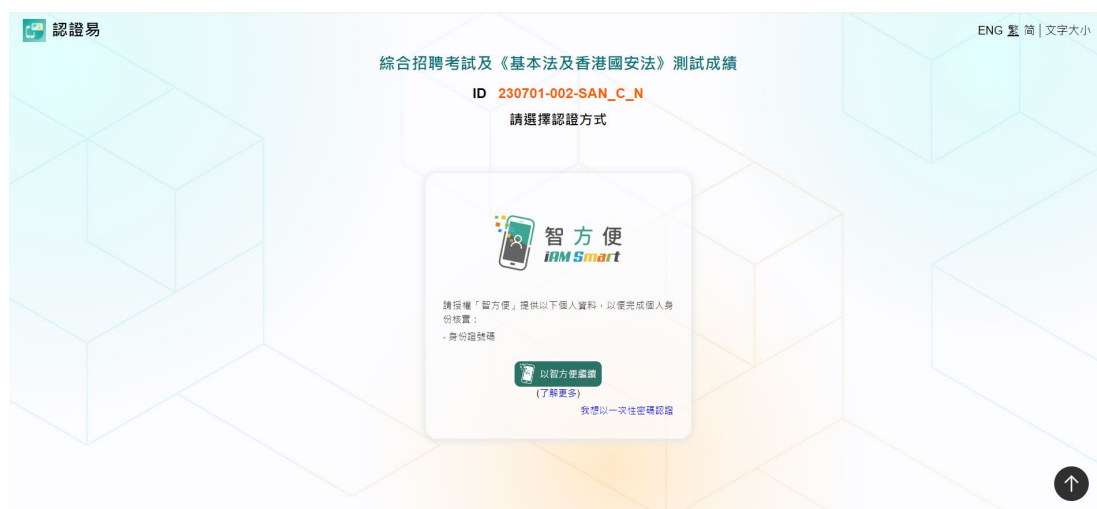 認證易
ENG 繁 简 | 文字大小
綜合招聘考試及《基本法及香港國安法》測試成績
ID 230701-002-SAN_C_N
請選擇認證方式
智方便
iAM Smart
請授權「智方便」提供以下個人資料，以便完成個人身
份核實：
- 身份證號碼
以智方便繼續
(了解更多)
我想以一次性密碼認證